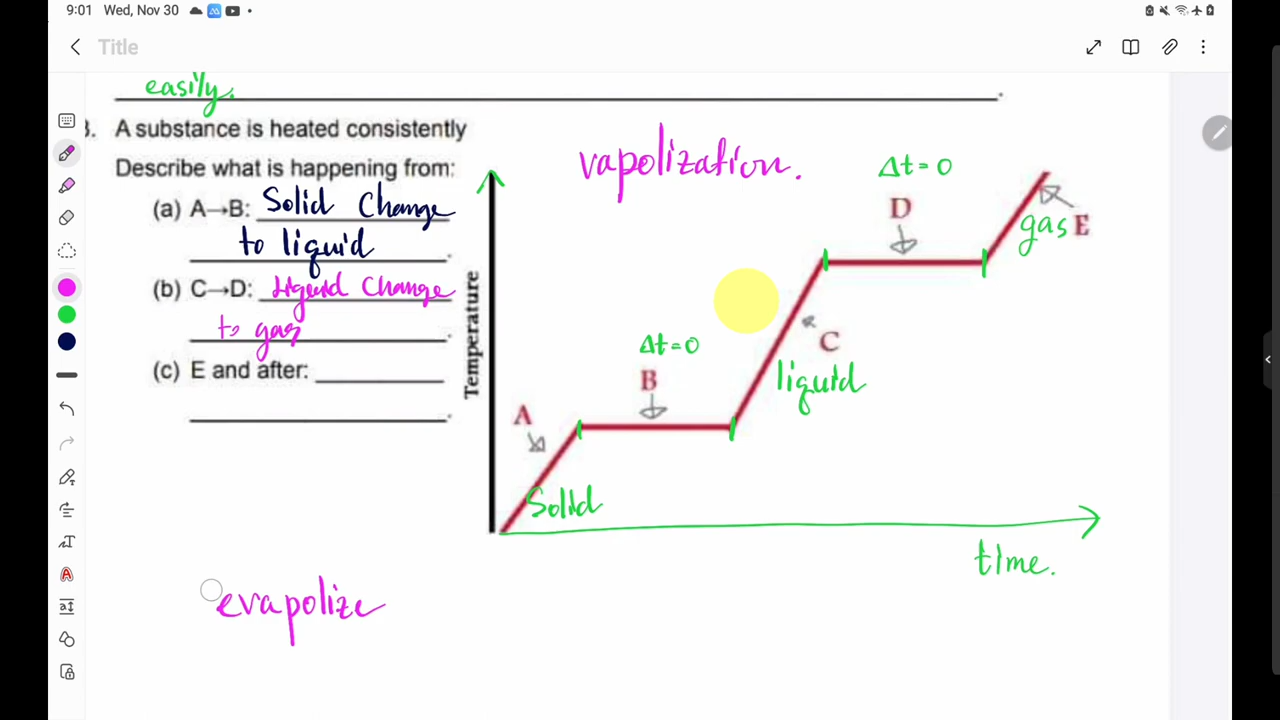 9:01 Wed, Nov 30
Title
easily.
3. A substance is heated consistently
Describe what is happening from:
(a) A→B: Solid Change
to liquid
(b) C→D: Liquid Change
to gas
(c) E and after:
vapolization.
Δt=0
D
gas E
Temperature
C
Δt=0
B
liquid
A
Solid
time.
evapolize